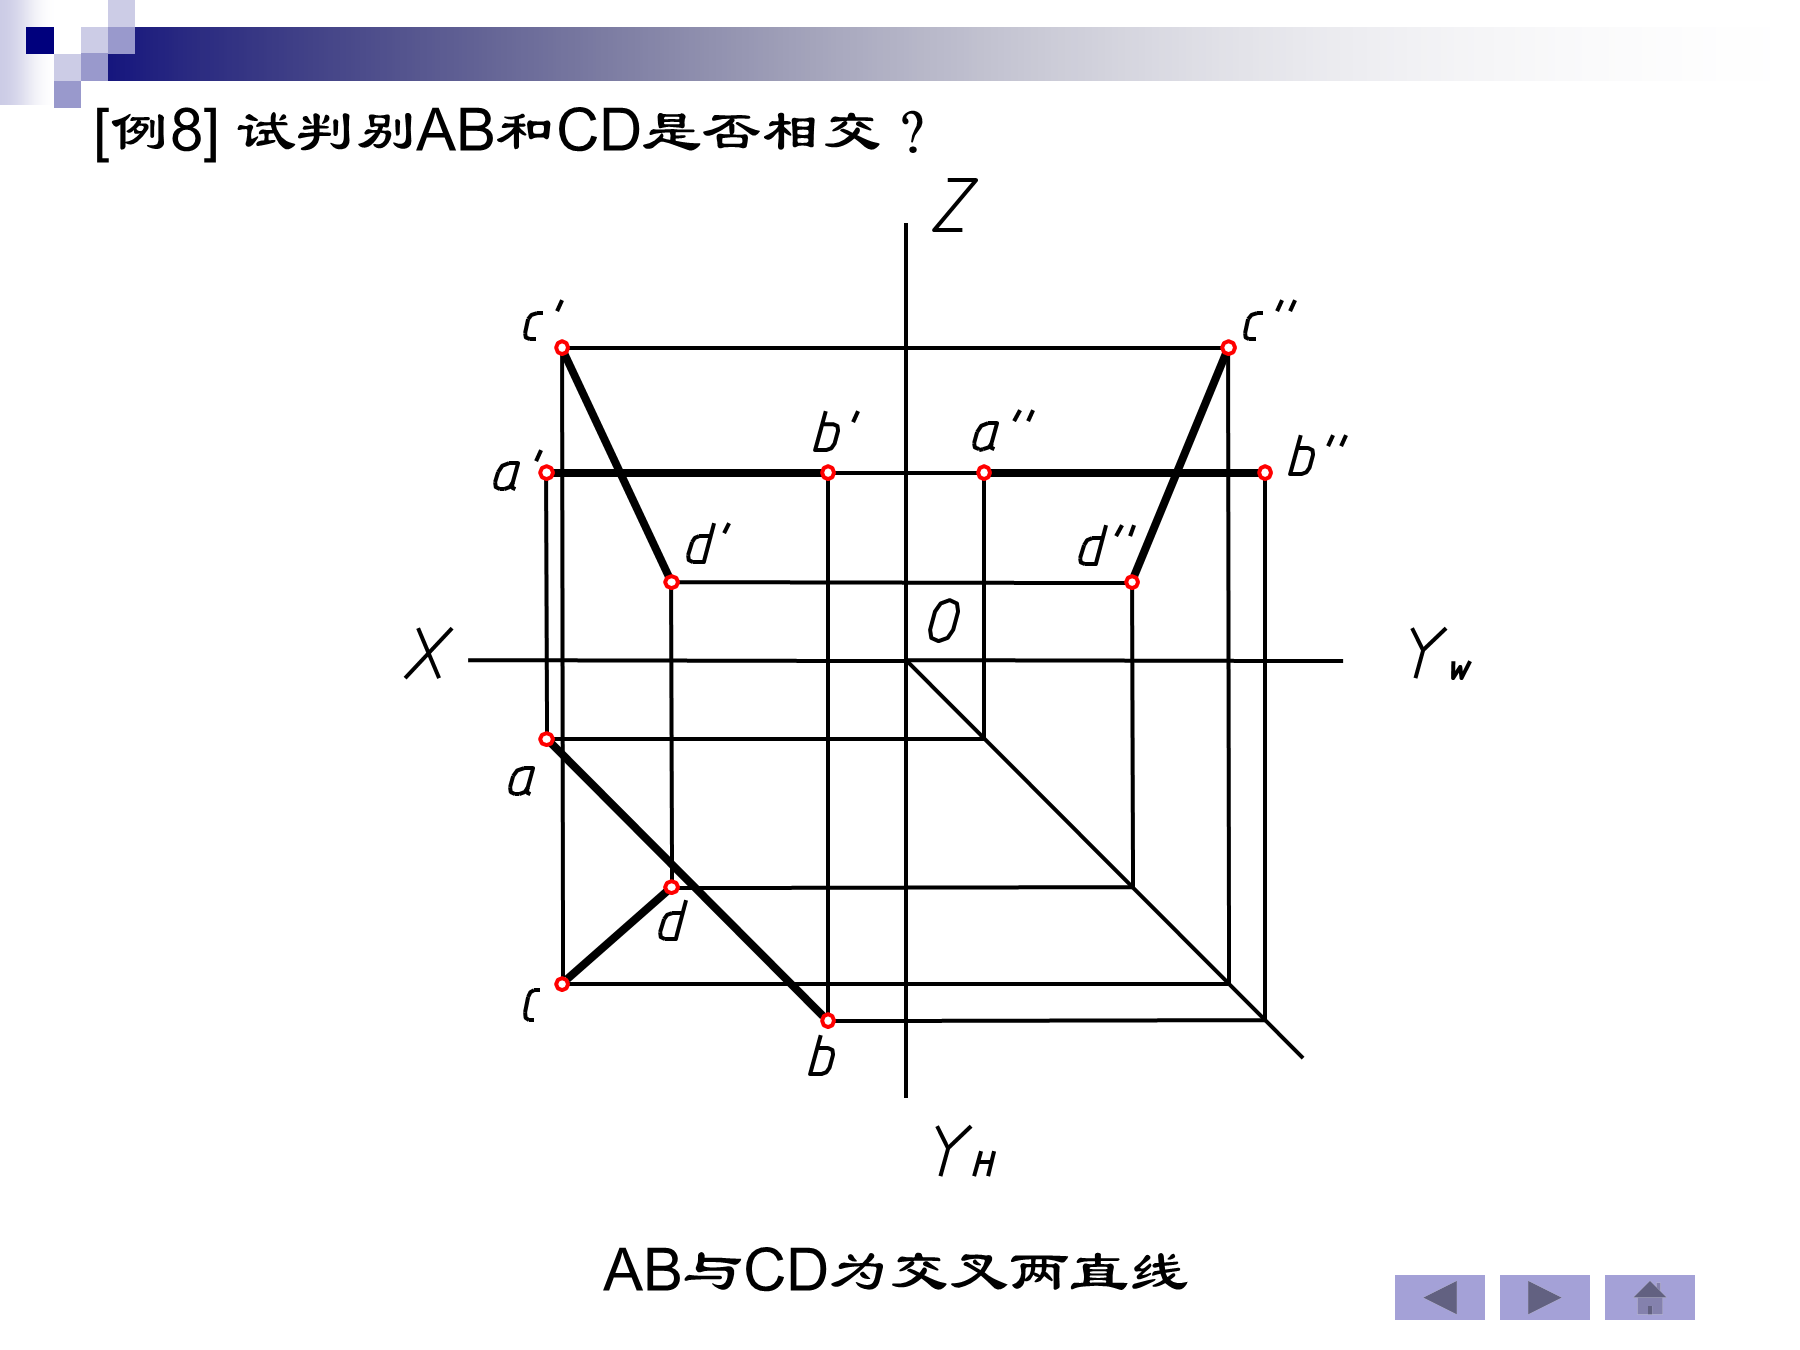 [例8] 试判别AB和CD是否相交？
Z
c′ c″
b′ a″
a′ b″
d′ d″
O
X Yw
a
d
c
b
YH
AB与CD为交叉两直线